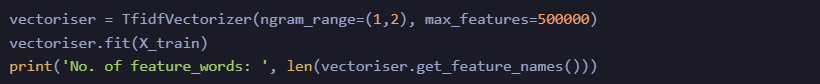 vectoriser = TfidfVectorizer(ngram_range=(1,2), max_features=500000)
vectoriser.fit(X_train)
print('No. of feature_words: ', len(vectoriser.get_feature_names()))